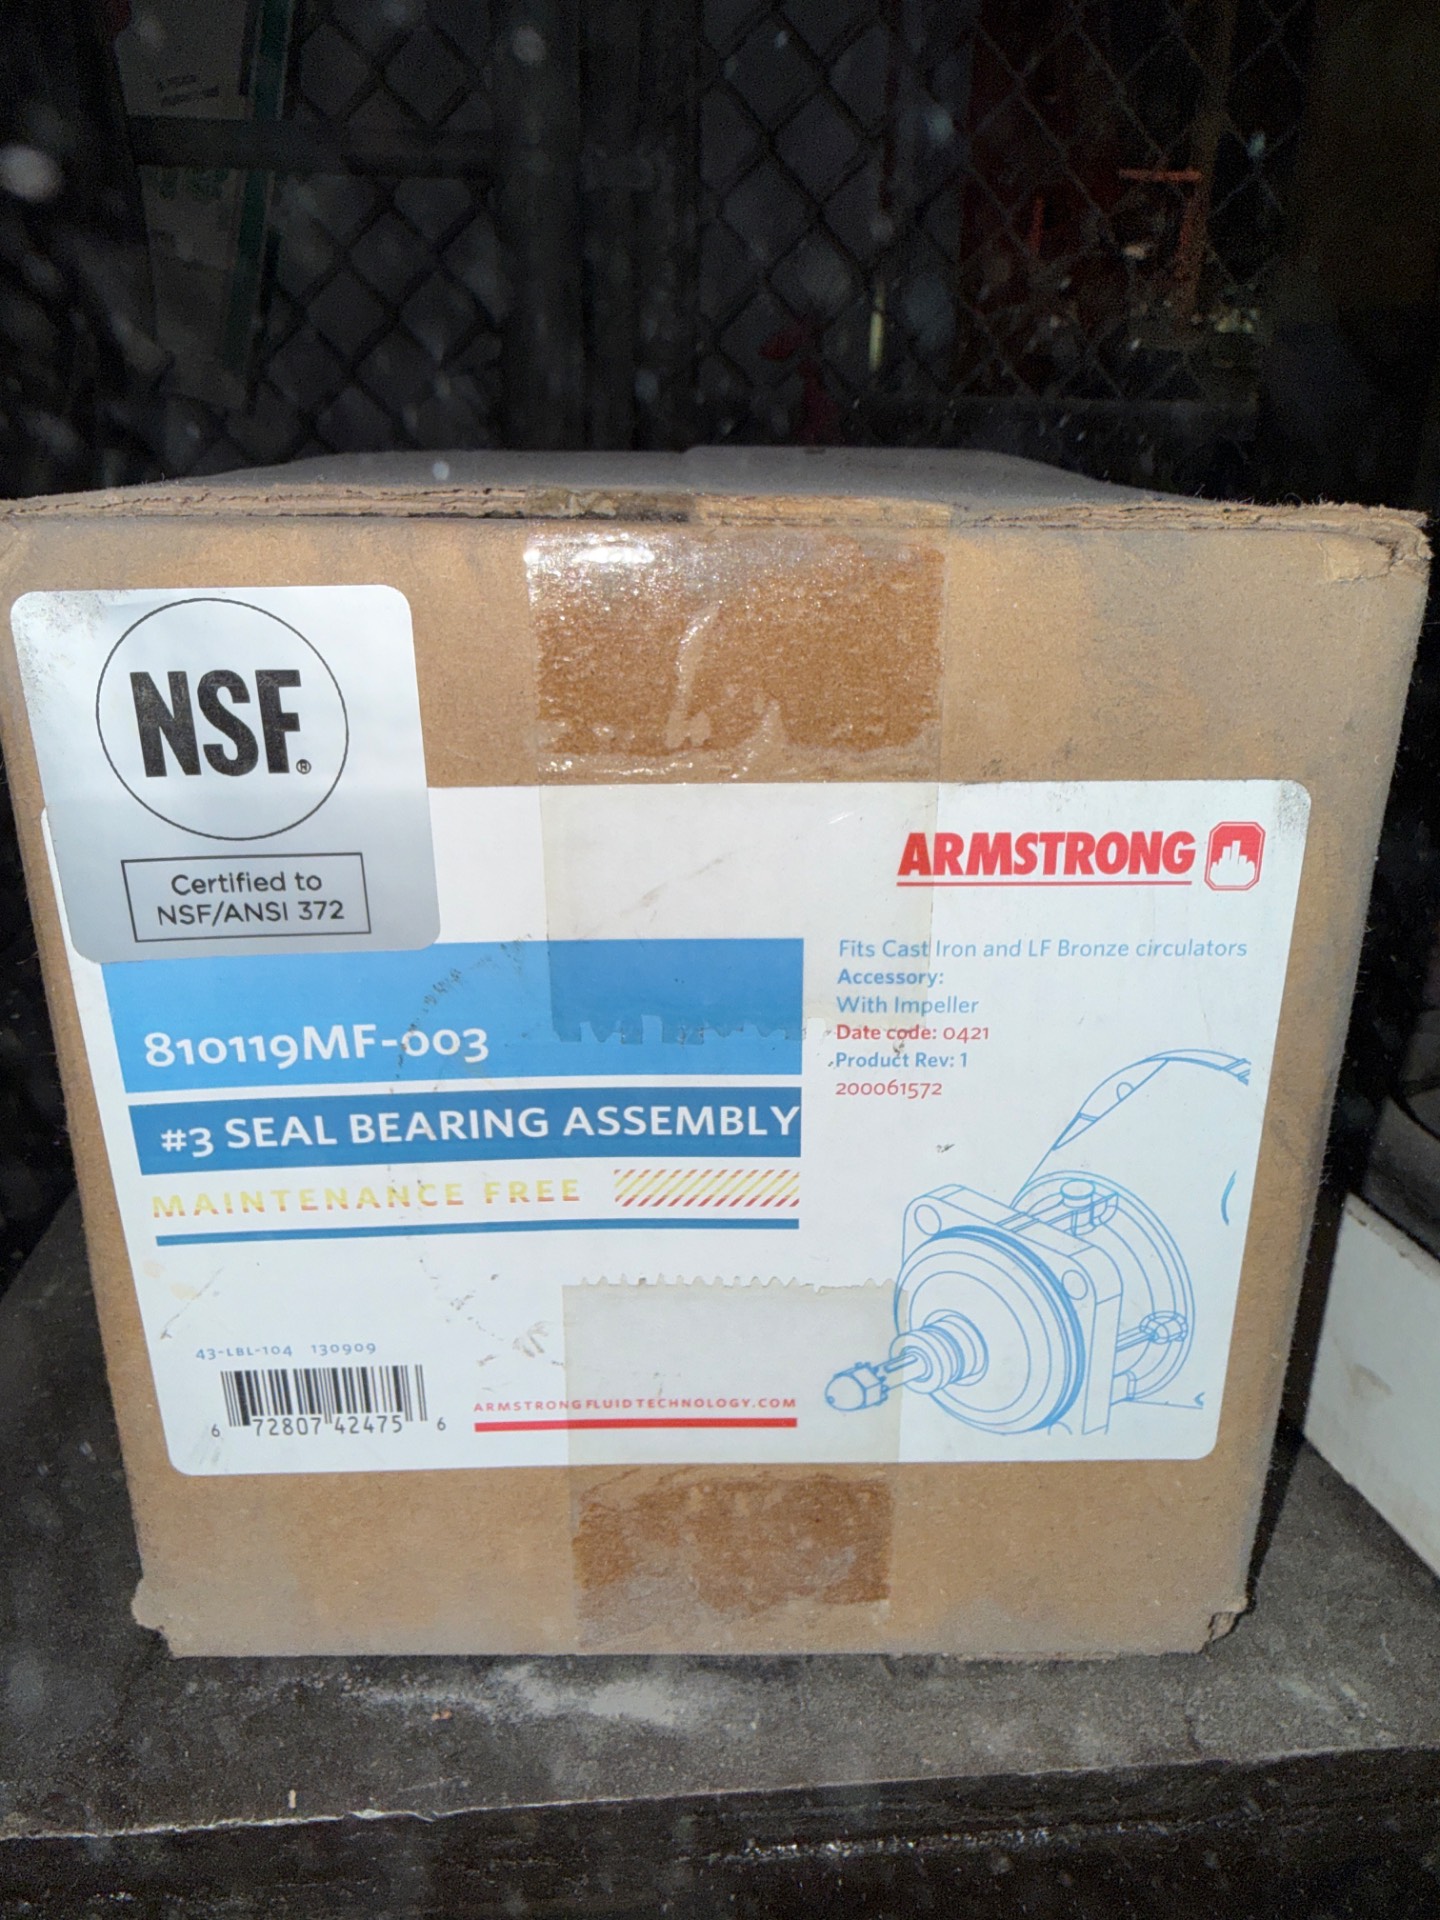 NSF®
Certified to
NSF/ANSI 372
ARMSTRONG
Fits Cast Iron and LF Bronze circulators
Accessory:
With Impeller
Date code: 0421
Product Rev: 1
200061572
810119MF-003
#3 SEAL BEARING ASSEMBLY
MAINTENANCE FREE
43-LBL-104 130909
6 72807 42475 6
ARMSTRONGFLUIDTECHNOLOGY.COM